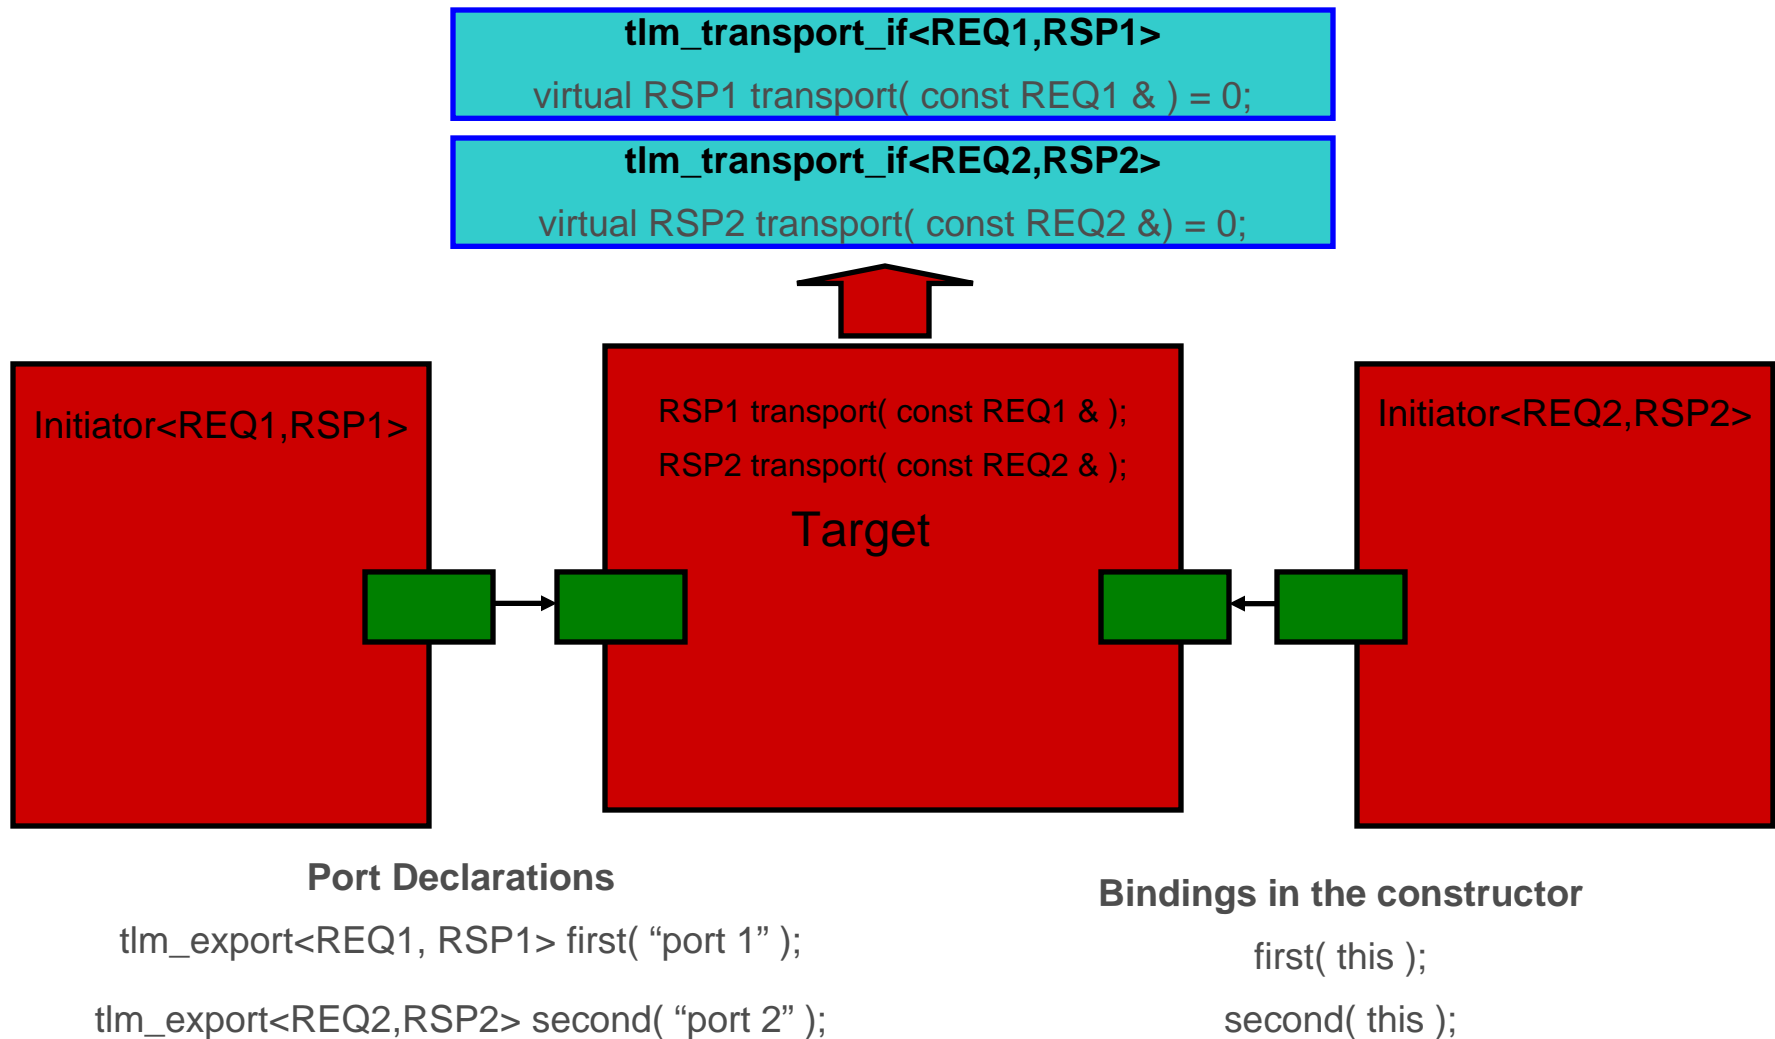 tlm_transport_if<REQ1,RSP1>
virtual RSP1 transport( const REQ1 & ) = 0;
tlm_transport_if<REQ2,RSP2>
virtual RSP2 transport( const REQ2 &) = 0;
Initiator<REQ1,RSP1>
RSP1 transport( const REQ1 & );
RSP2 transport( const REQ2 & );
Target
Initiator<REQ2,RSP2>
Port Declarations
tlm_export<REQ1, RSP1> first( “port 1” );
tlm_export<REQ2,RSP2> second( “port 2” );
Bindings in the constructor
first( this );
second( this );